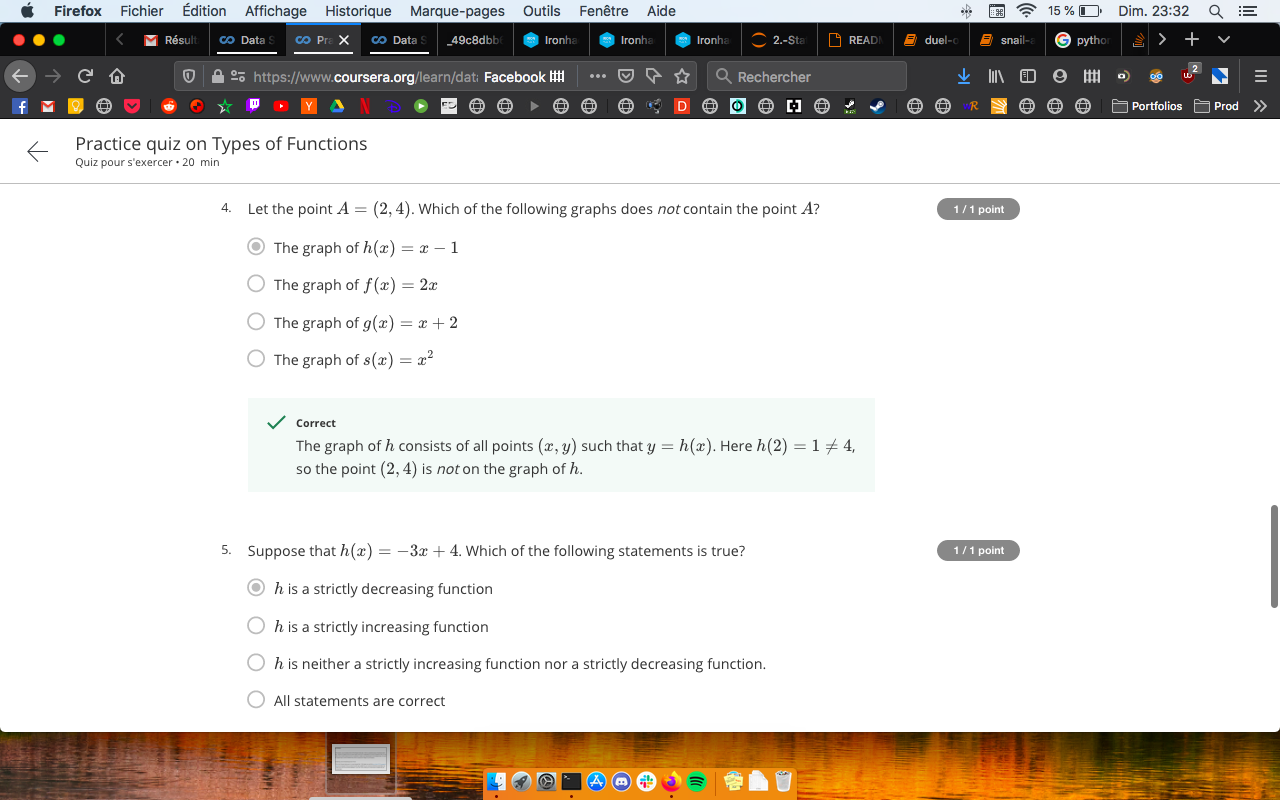 Firefox Fichier Édition Affichage Historique Marque-pages Outils Fenêtre Aide 15 % Dim. 23:32
Résult Data S Pra Data S _49c8dbb Ironha Ironha Ironha 2.-Sta READ duel-o snail-a pytho
https://www.coursera.org/learn/dat Facebook Rechercher 2
Portfolios Prod
Practice quiz on Types of Functions
Quiz pour s'exercer • 20 min
4. Let the point A = (2, 4). Which of the following graphs does not contain the point A? 1 / 1 point
The graph of h(x) = x − 1
The graph of f(x) = 2x
The graph of g(x) = x + 2
The graph of s(x) = x²
Correct
The graph of h consists of all points (x, y) such that y = h(x). Here h(2) = 1 ≠ 4,
so the point (2, 4) is not on the graph of h.
5. Suppose that h(x) = −3x + 4. Which of the following statements is true? 1 / 1 point
h is a strictly decreasing function
h is a strictly increasing function
h is neither a strictly increasing function nor a strictly decreasing function.
All statements are correct